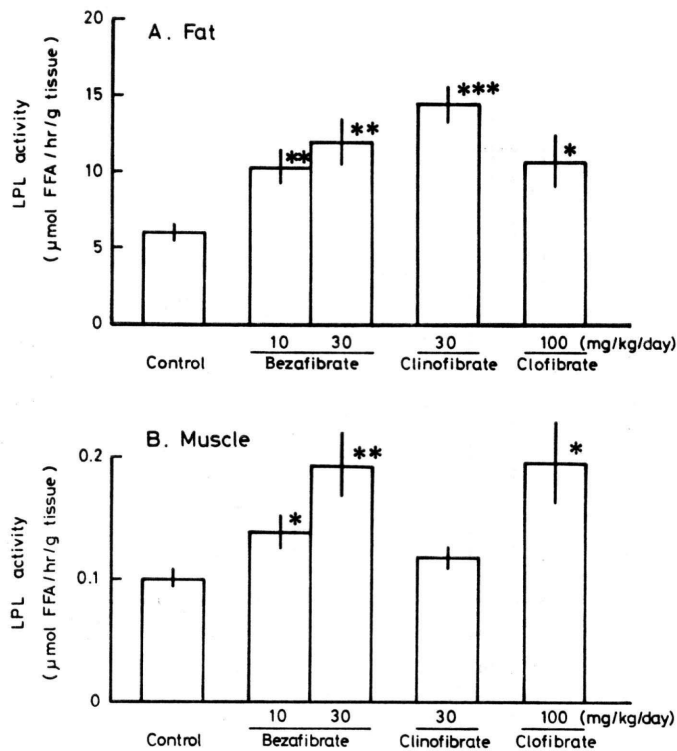 A. Fat
LPL activity
(μmol FFA/hr/g tissue)
20
15
10
5
0
**
**
***
*
10 30 30 100 (mg/kg/day)
Control Bezafibrate Clinofibrate Clofibrate
B. Muscle
LPL activity
(μmol FFA/hr/g tissue)
0.2
0.1
0
*
**
*
10 30 30 100 (mg/kg/day)
Control Bezafibrate Clinofibrate Clofibrate